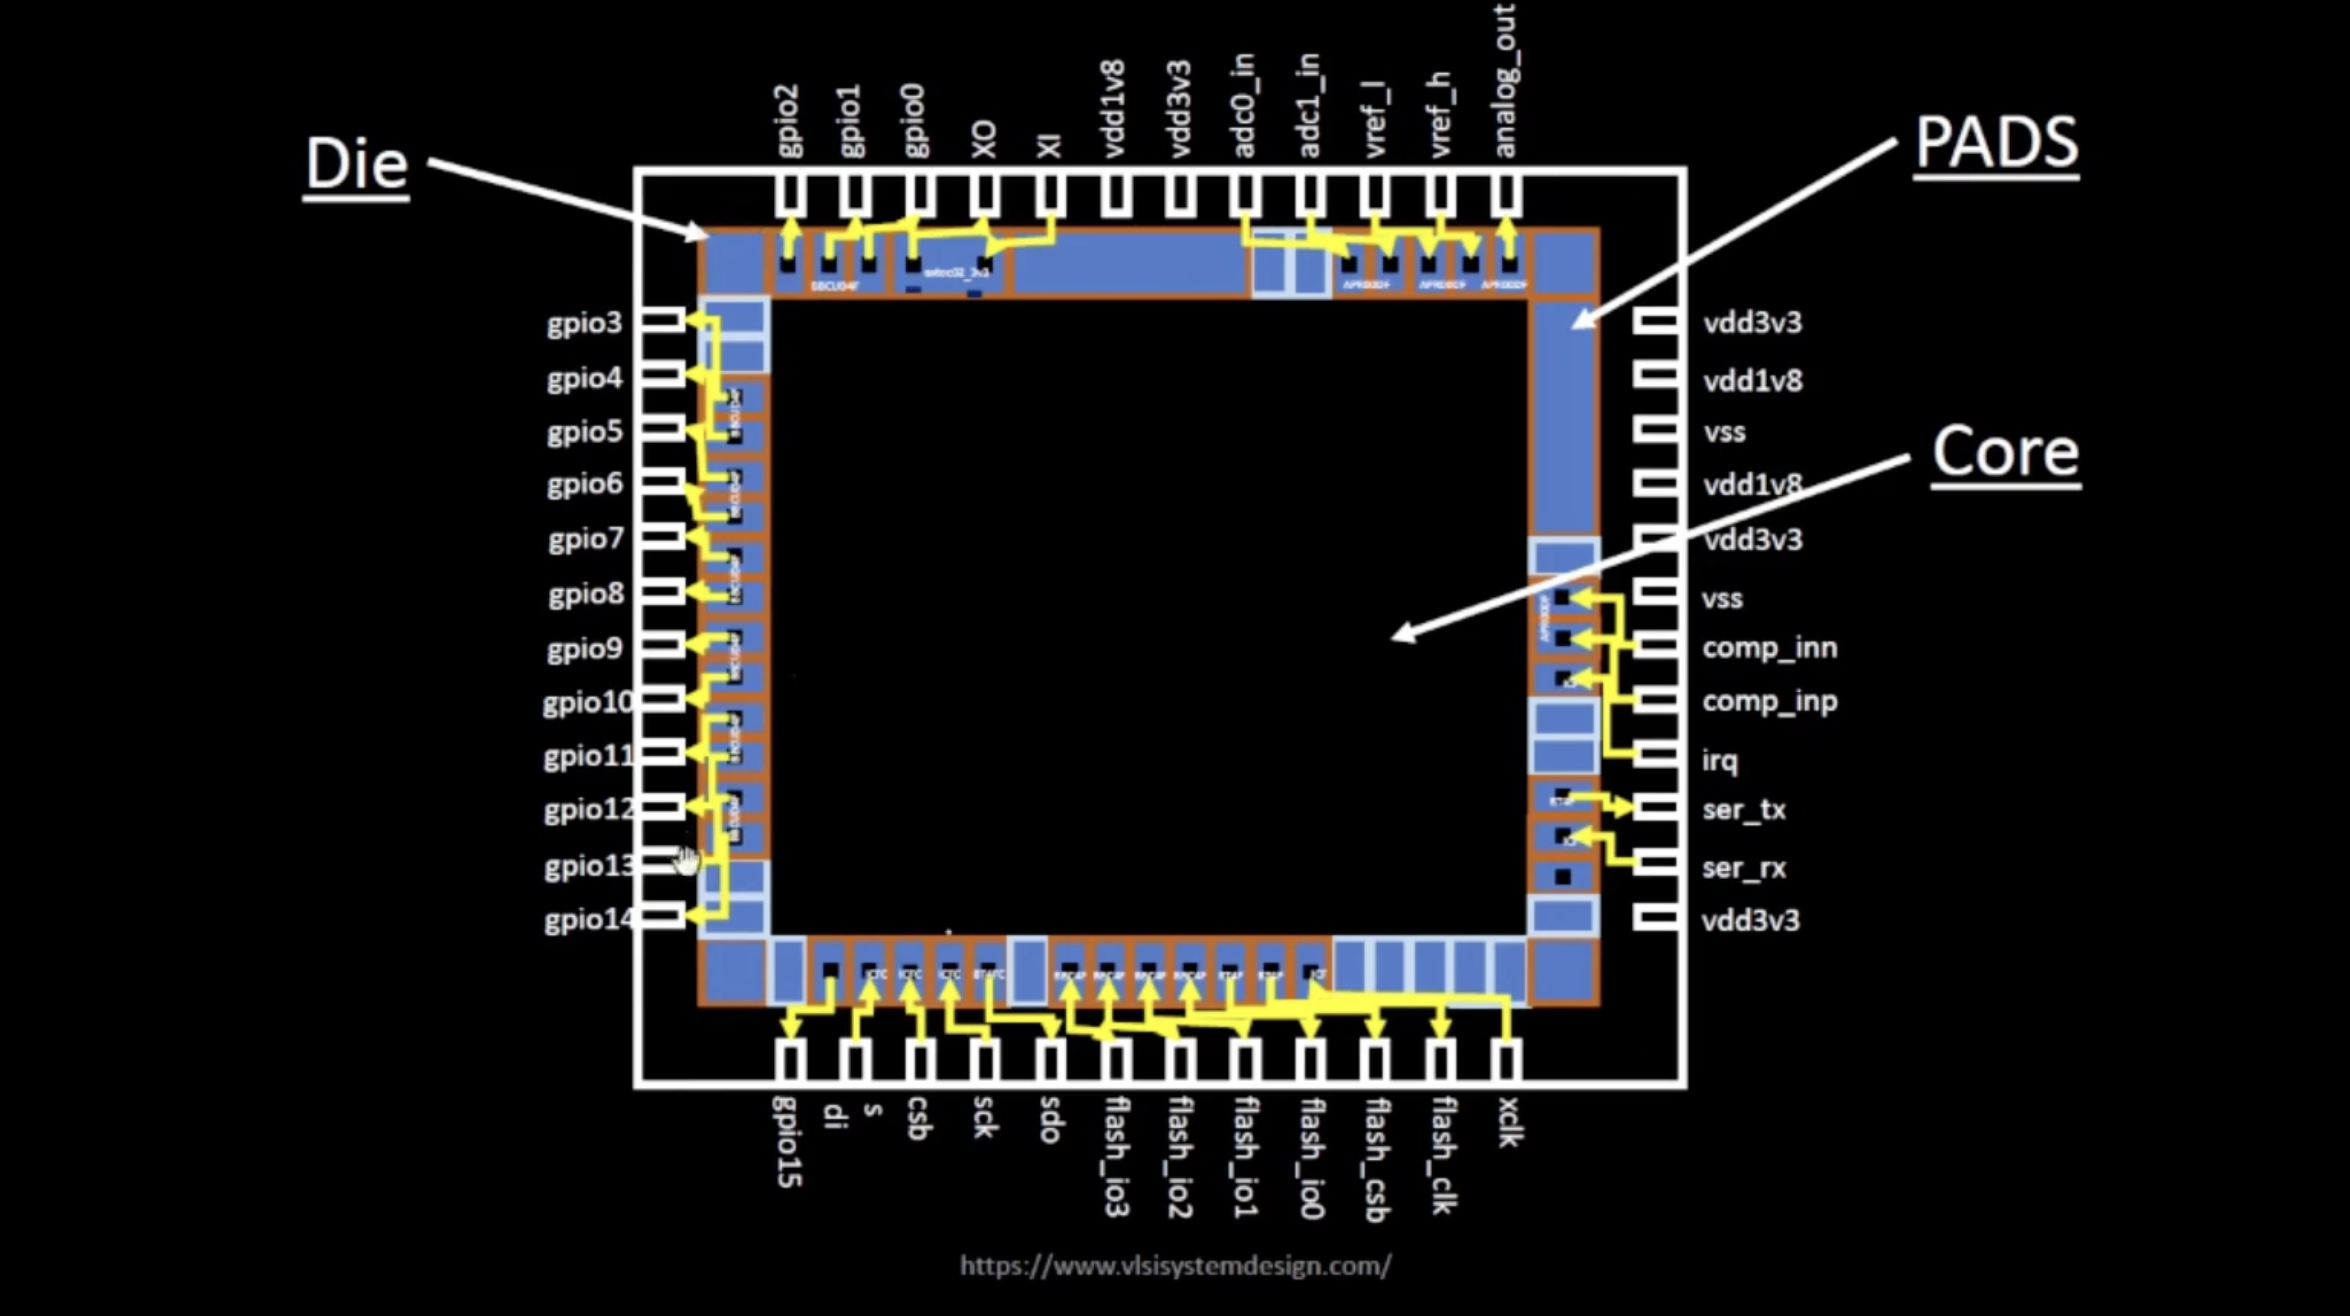 Die
PADS
Core
gpio2
gpio1
gpio0
XO
XI
vdd1v8
vdd3v3
adc0_in
adc1_in
vref_l
vref_h
analog_out
gpio3
gpio4
gpio5
gpio6
gpio7
gpio8
gpio9
gpio10
gpio11
gpio12
gpio13
gpio14
vdd3v3
vdd1v8
vss
vdd1v8
vdd3v3
vss
comp_inn
comp_inp
irq
ser_tx
ser_rx
vdd3v3
gpio15
di
s
csb
sck
sdo
flash_io3
flash_io2
flash_io1
flash_io0
flash_csb
flash_clk
xclk
https://www.vlsisystemdesign.com/